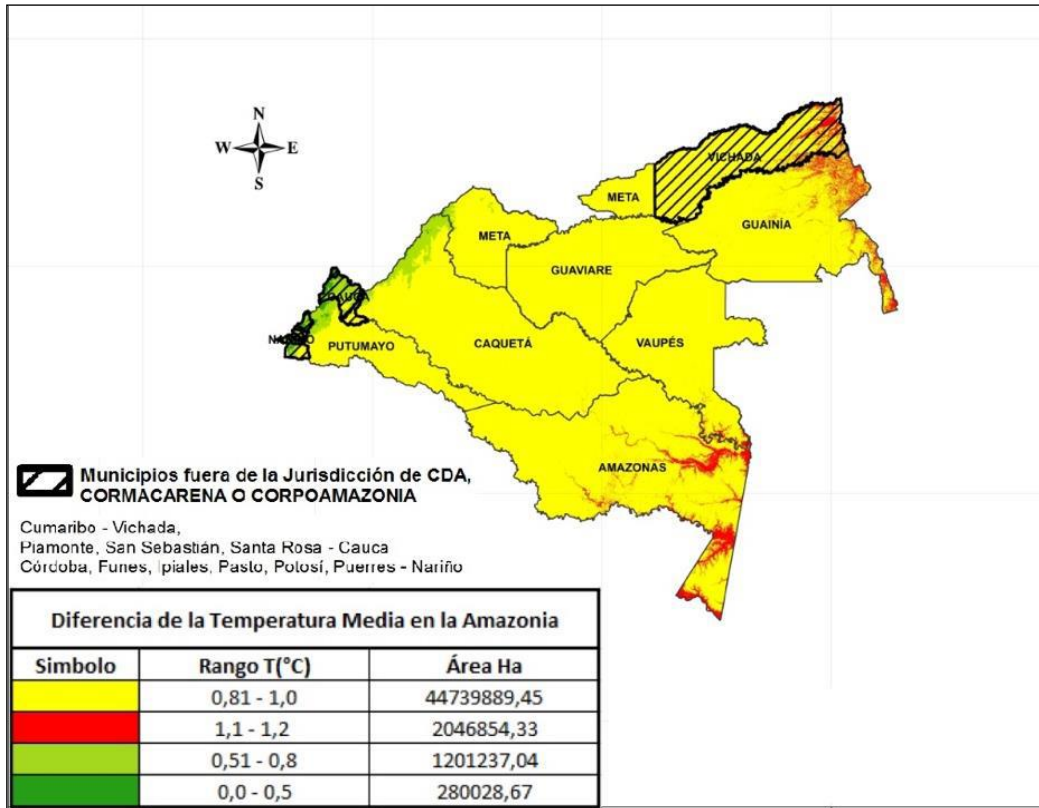 N
W E
S
VICHADA
META
GUAINÍA
META
GUAVIARE
CAUCA
NARIÑO
PUTUMAYO
CAQUETÁ
VAUPÉS
AMAZONAS
Municipios fuera de la Jurisdicción de CDA,
CORMACARENA O CORPOAMAZONIA
Cumaribo - Vichada,
Piamonte, San Sebastián, Santa Rosa - Cauca
Córdoba, Funes, Ipiales, Pasto, Potosí, Puerres - Nariño
Diferencia de la Temperatura Media en la Amazonia
Simbolo Rango T(°C) Área Ha
0,81 - 1,0 44739889,45
1,1 - 1,2 2046854,33
0,51 - 0,8 1201237,04
0,0 - 0,5 280028,67